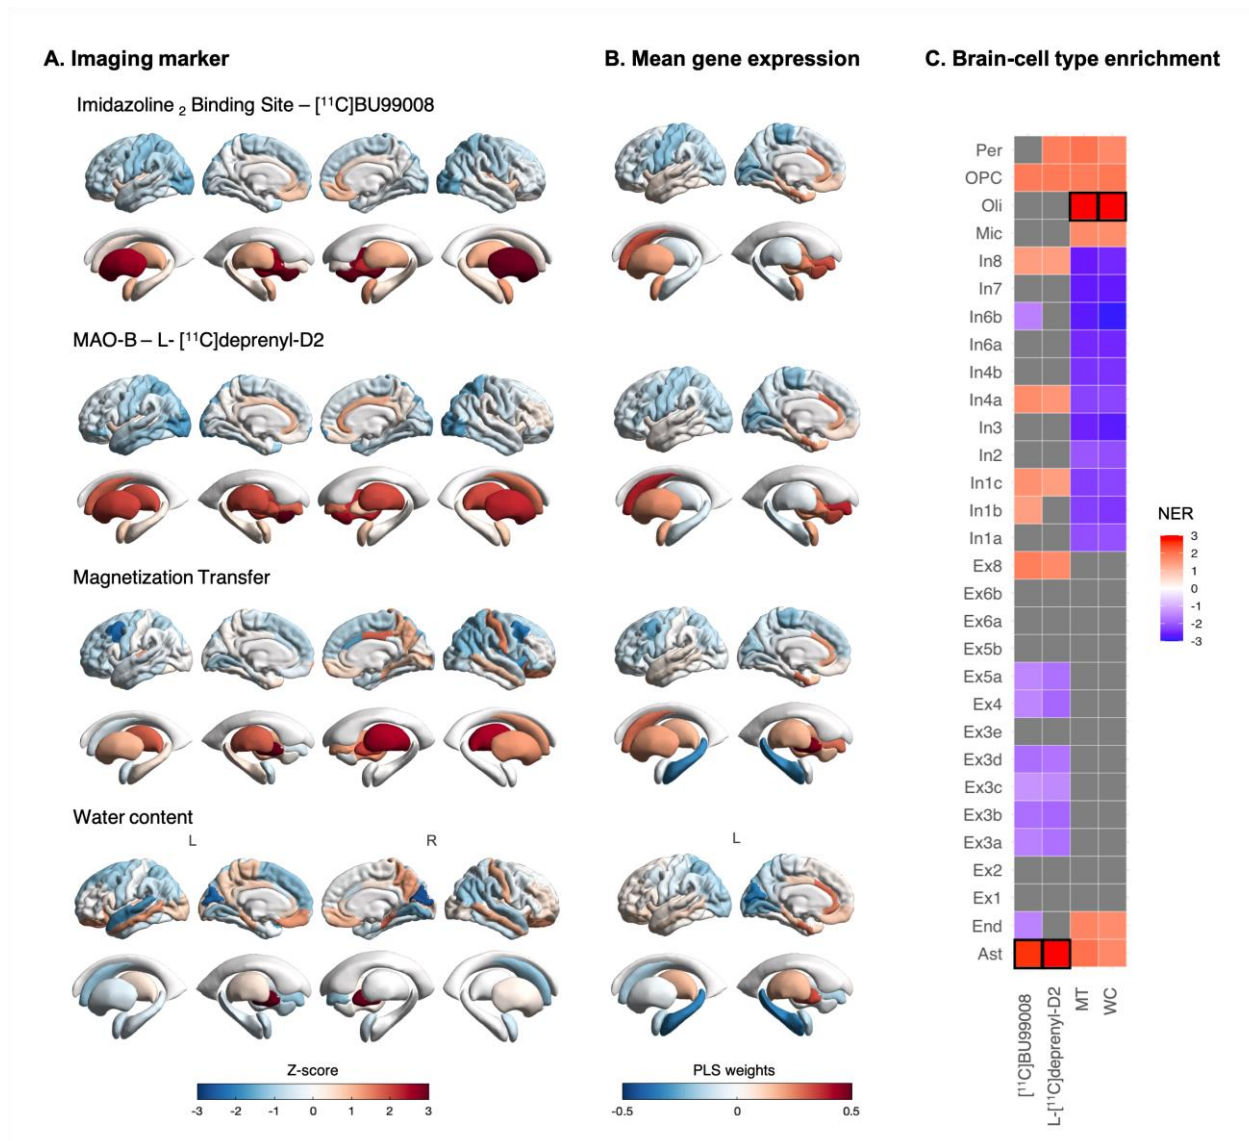 A. Imaging marker
B. Mean gene expression
C. Brain-cell type enrichment
Imidazoline ₂ Binding Site – [¹¹C]BU99008
MAO-B – L- [¹¹C]deprenyl-D2
Magnetization Transfer
Water content
L
R
L
Z-score
-3 -2 -1 0 1 2 3
PLS weights
-0.5 0 0.5
Per
OPC
Oli
Mic
In8
In7
In6b
In6a
In4b
In4a
In3
In2
In1c
In1b
In1a
Ex8
Ex6b
Ex6a
Ex5b
Ex5a
Ex4
Ex3e
Ex3d
Ex3c
Ex3b
Ex3a
Ex2
Ex1
End
Ast
[¹¹C]BU99008
L-[¹¹C]deprenyl-D2
MT
WC
NER
3
2
1
0
-1
-2
-3